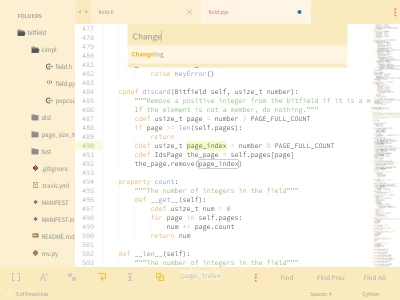 FOLDERS
bitfield
cimpl
field.h
field.py
popcou
dist
page_size_b
test
.gitignore
.travis.yml
MANIFEST
MANIFEST.in
README.md
mv.py
field.h
field.pyx
Change
Changelog
477
478
481
482 raise KeyError()
483
484 cpdef discard(Bitfield self, usize_t number):
485 """Remove a positive integer from the bitfield if it is a m
486 If the element is not a member, do nothing."""
487 cdef usize_t page = number / PAGE_FULL_COUNT
488 if page >= len(self.pages):
489 return
490 cdef usize_t page_index = number % PAGE_FULL_COUNT
491 cdef IdsPage the_page = self.pages[page]
492 the_page.remove(page_index)
493
494 property count:
495 """The number of integers in the field"""
496 def __get__(self):
497 cdef usize_t num = 0
498 for page in self.pages:
499 num += page.count
500 return num
501
502 def __len__(self):
503 """The number of integers in the field"""
page_index
Find
Find Prev
Find All
5 of 5 matches
Spaces: 4
Cython